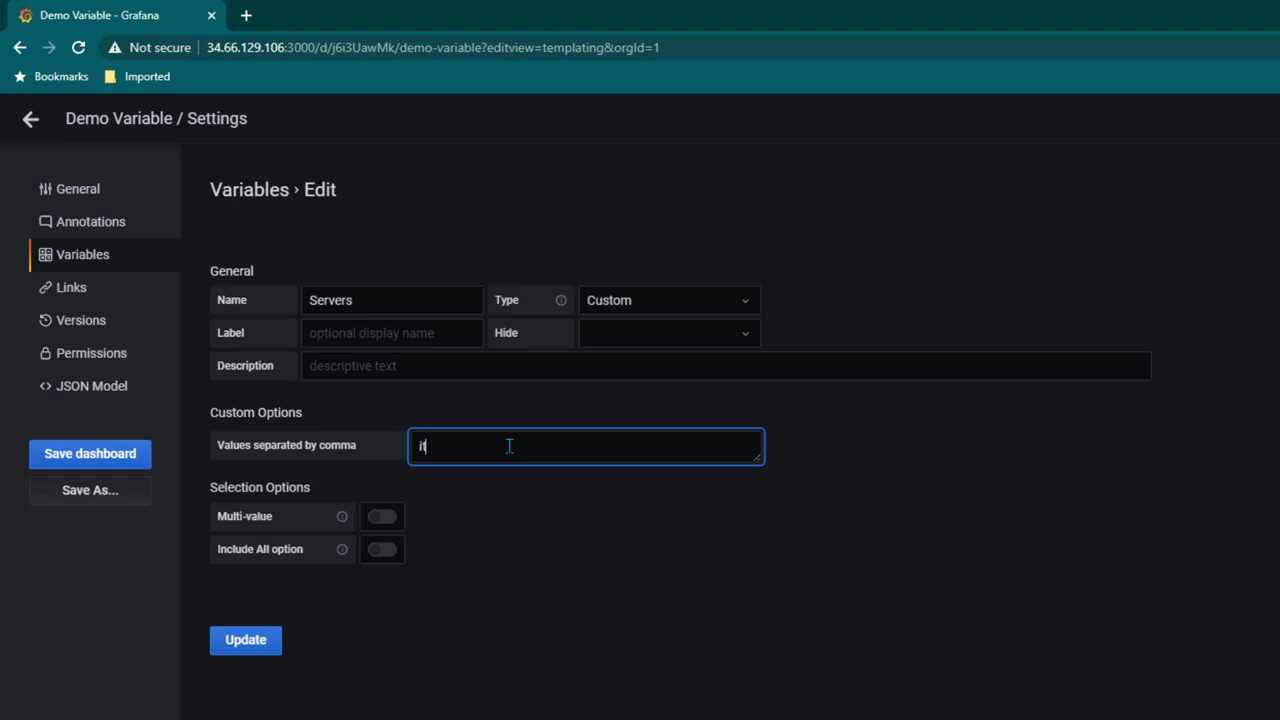 Demo Variable - Grafana
Not secure 34.66.129.106:3000/d/j6i3UawMk/demo-variable?editview=templating&orgId=1
Bookmarks Imported
Demo Variable / Settings
General
Annotations
Variables
Links
Versions
Permissions
JSON Model
Save dashboard
Save As...
Variables › Edit
General
Name Servers Type Custom
Label optional display name Hide
Description descriptive text
Custom Options
Values separated by comma it
Selection Options
Multi-value
Include All option
Update